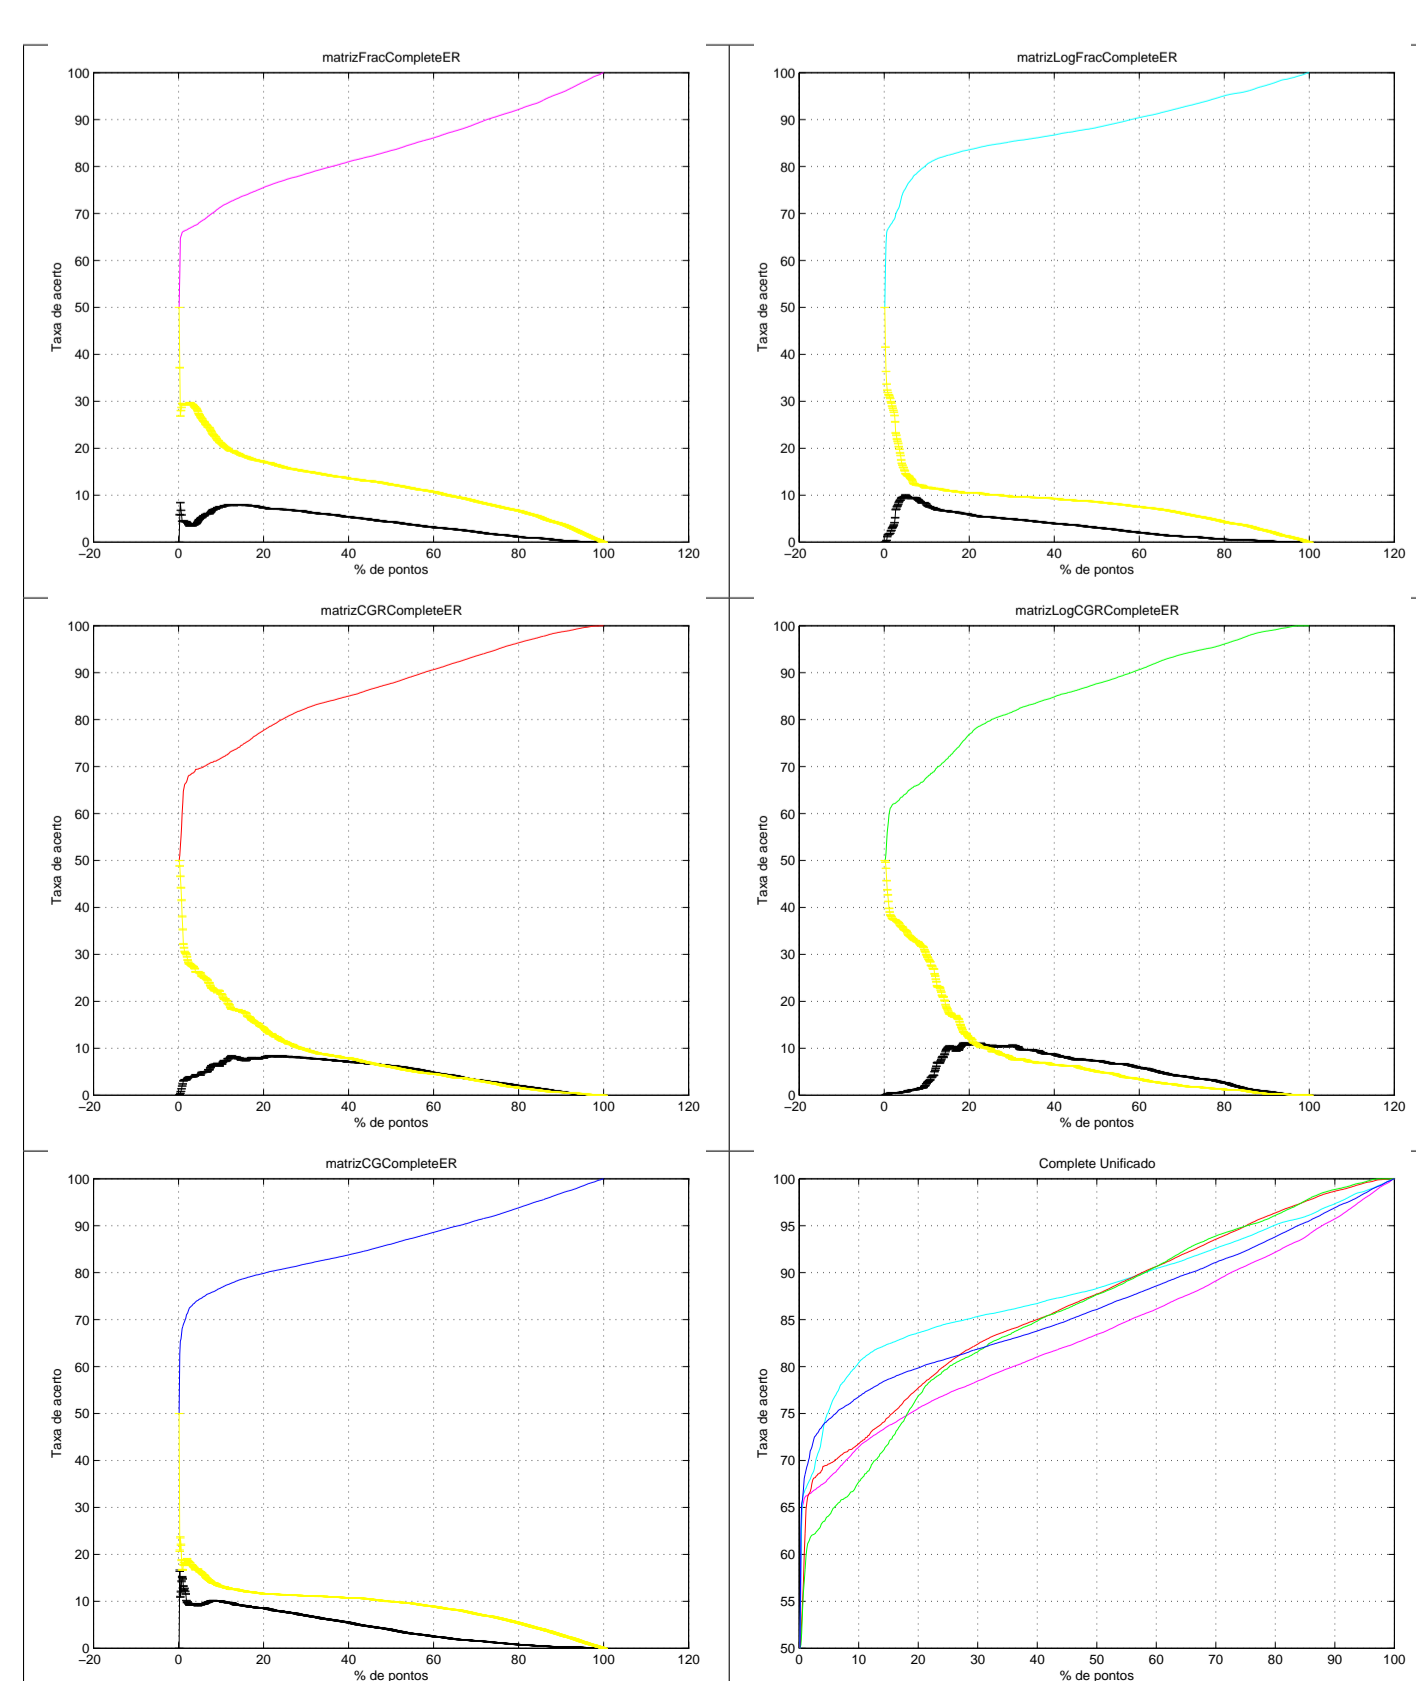 matrizFracCompleteER
100
90
80
70
60
50
40
30
20
10
0
Taxa de acerto
−20 0 20 40 60 80 100 120
% de pontos
matrizLogFracCompleteER
100
90
80
70
60
50
40
30
20
10
0
Taxa de acerto
−20 0 20 40 60 80 100 120
% de pontos
matrizCGRCompleteER
100
90
80
70
60
50
40
30
20
10
0
Taxa de acerto
−20 0 20 40 60 80 100 120
% de pontos
matrizLogCGRCompleteER
100
90
80
70
60
50
40
30
20
10
0
Taxa de acerto
−20 0 20 40 60 80 100 120
% de pontos
matrizCGCompleteER
100
90
80
70
60
50
40
30
20
10
0
Taxa de acerto
−20 0 20 40 60 80 100 120
% de pontos
Complete Unificado
100
95
90
85
80
75
70
65
60
55
50
Taxa de acerto
0 10 20 30 40 50 60 70 80 90 100
% de pontos